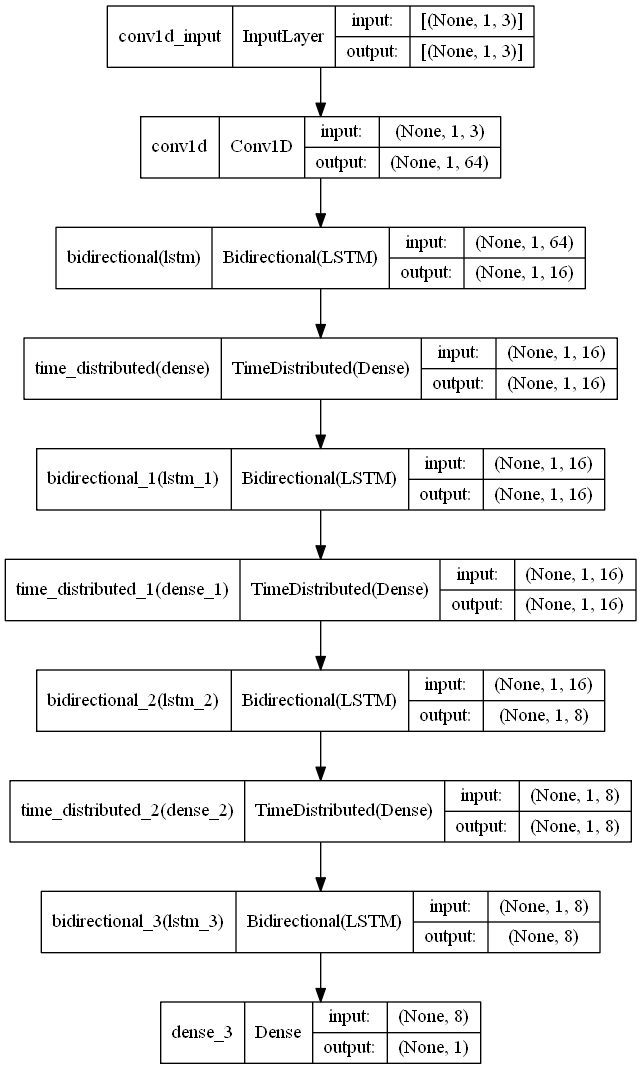 conv1d_input InputLayer input: [(None, 1, 3)]
output: [(None, 1, 3)]
conv1d Conv1D input: (None, 1, 3)
output: (None, 1, 64)
bidirectional(lstm) Bidirectional(LSTM) input: (None, 1, 64)
output: (None, 1, 16)
time_distributed(dense) TimeDistributed(Dense) input: (None, 1, 16)
output: (None, 1, 16)
bidirectional_1(lstm_1) Bidirectional(LSTM) input: (None, 1, 16)
output: (None, 1, 16)
time_distributed_1(dense_1) TimeDistributed(Dense) input: (None, 1, 16)
output: (None, 1, 16)
bidirectional_2(lstm_2) Bidirectional(LSTM) input: (None, 1, 16)
output: (None, 1, 8)
time_distributed_2(dense_2) TimeDistributed(Dense) input: (None, 1, 8)
output: (None, 1, 8)
bidirectional_3(lstm_3) Bidirectional(LSTM) input: (None, 1, 8)
output: (None, 8)
dense_3 Dense input: (None, 8)
output: (None, 1)